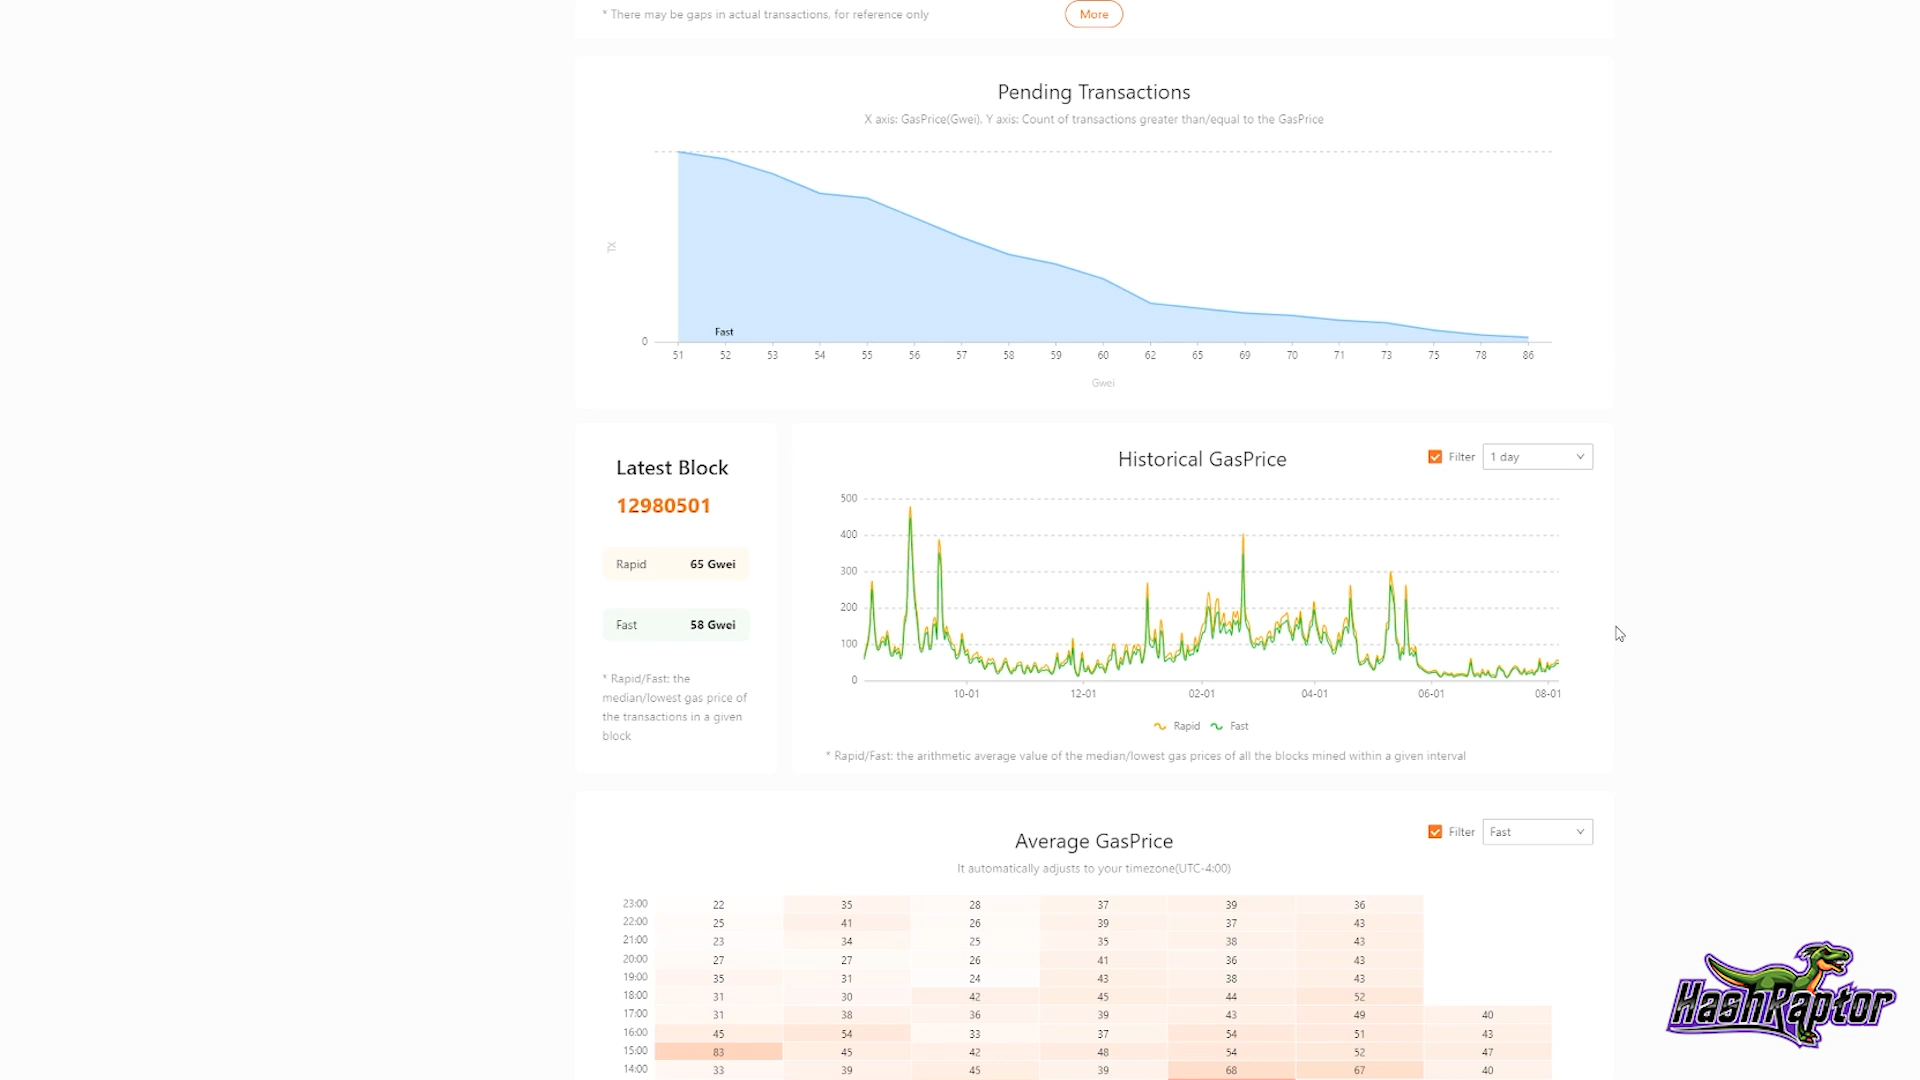 * There may be gaps in actual transactions, for reference only
More
Pending Transactions
X axis: GasPrice(Gwei), Y axis: Count of transactions greater than/equal to the GasPrice
TX
Fast
0
51 52 53 54 55 56 57 58 59 60 62 65 69 70 71 73 75 78 86
Gwei
Latest Block
12980501
Rapid 65 Gwei
Fast 58 Gwei
* Rapid/Fast: the
median/lowest gas price of
the transactions in a given
block
Historical GasPrice
Filter 1 day
500
400
300
200
100
0
10-01 12-01 02-01 04-01 06-01 08-01
Rapid Fast
* Rapid/Fast: the arithmetic average value of the median/lowest gas prices of all the blocks mined within a given interval
Average GasPrice
Filter Fast
It automatically adjusts to your timezone(UTC-4:00)
23:00 22 35 28 37 39 36
22:00 25 41 26 39 37 43
21:00 23 34 25 35 38 43
20:00 27 27 26 41 36 43
19:00 35 31 24 43 38 43
18:00 31 30 42 45 44 52
17:00 31 38 36 39 43 49 40
16:00 45 54 33 37 54 51 43
15:00 83 45 42 48 54 52 47
14:00 33 39 45 39 68 67 40
HashRaptor